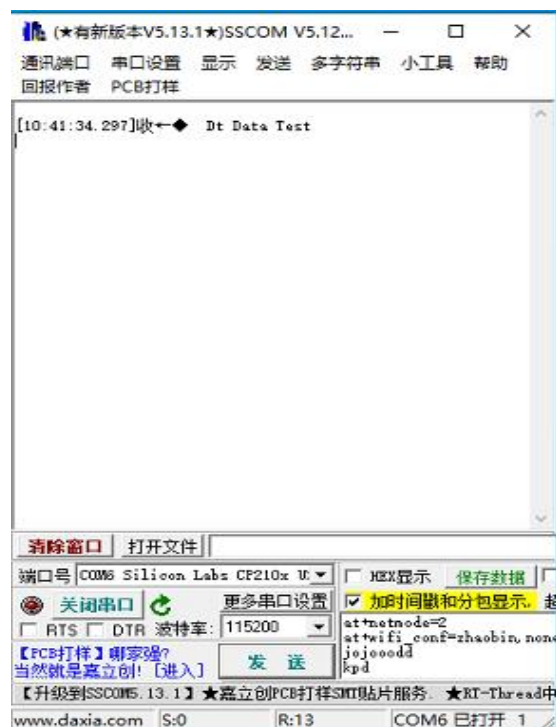 (★有新版本V5.13.1★)SSCOM V5.12...
通讯端口 串口设置 显示 发送 多字符串 小工具 帮助
回报作者 PCB打样
[10:41:34.297]收←◆ Dt Data Test
清除窗口 打开文件
端口号 COM6 Silicon Labs CP210x U HEX显示 保存数据
关闭串口 更多串口设置 加时间戳和分包显示. 超
RTS DTR 波特率: 115200
at+netnode=2
at+wifi_conf=zhaobin,none
jojooodd
kpd
【PCB打样】哪家强?
当然就是嘉立创! [进入]
发 送
【升级到SSCOM5.13.1】★嘉立创PCB打样SMT贴片服务. ★RT-Thread中
www.daxia.com S:0 R:13 COM6 已打开 1